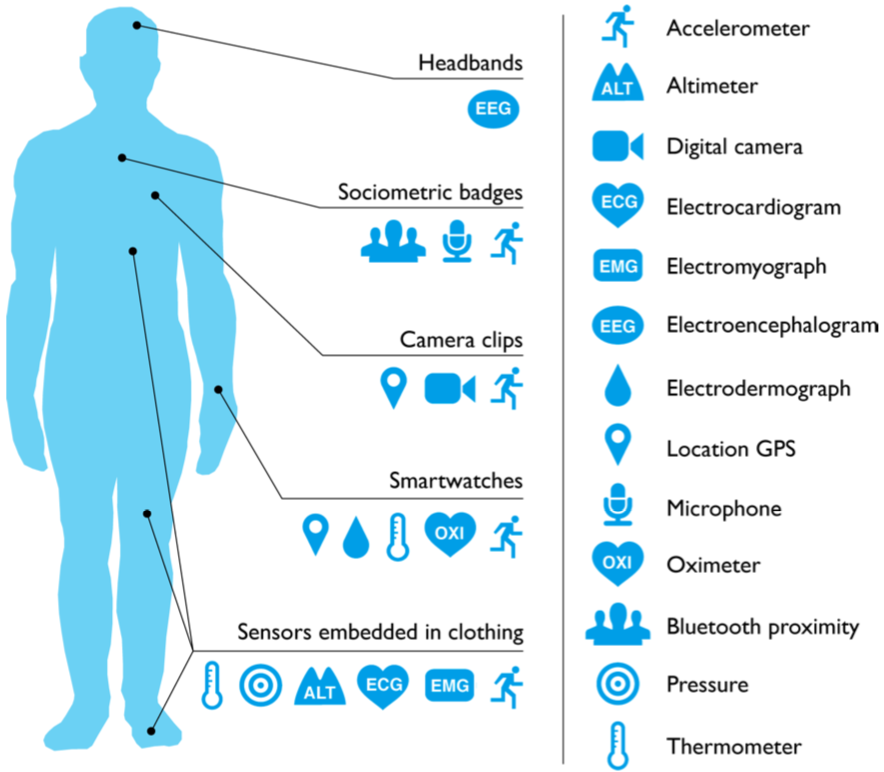 Headbands
EEG
Sociometric badges
Camera clips
Smartwatches
OXI
Sensors embedded in clothing
ALT
ECG
EMG
Accelerometer
ALT
Altimeter
Digital camera
ECG
Electrocardiogram
EMG
Electromyograph
EEG
Electroencephalogram
Electrodermograph
Location GPS
Microphone
OXI
Oximeter
Bluetooth proximity
Pressure
Thermometer